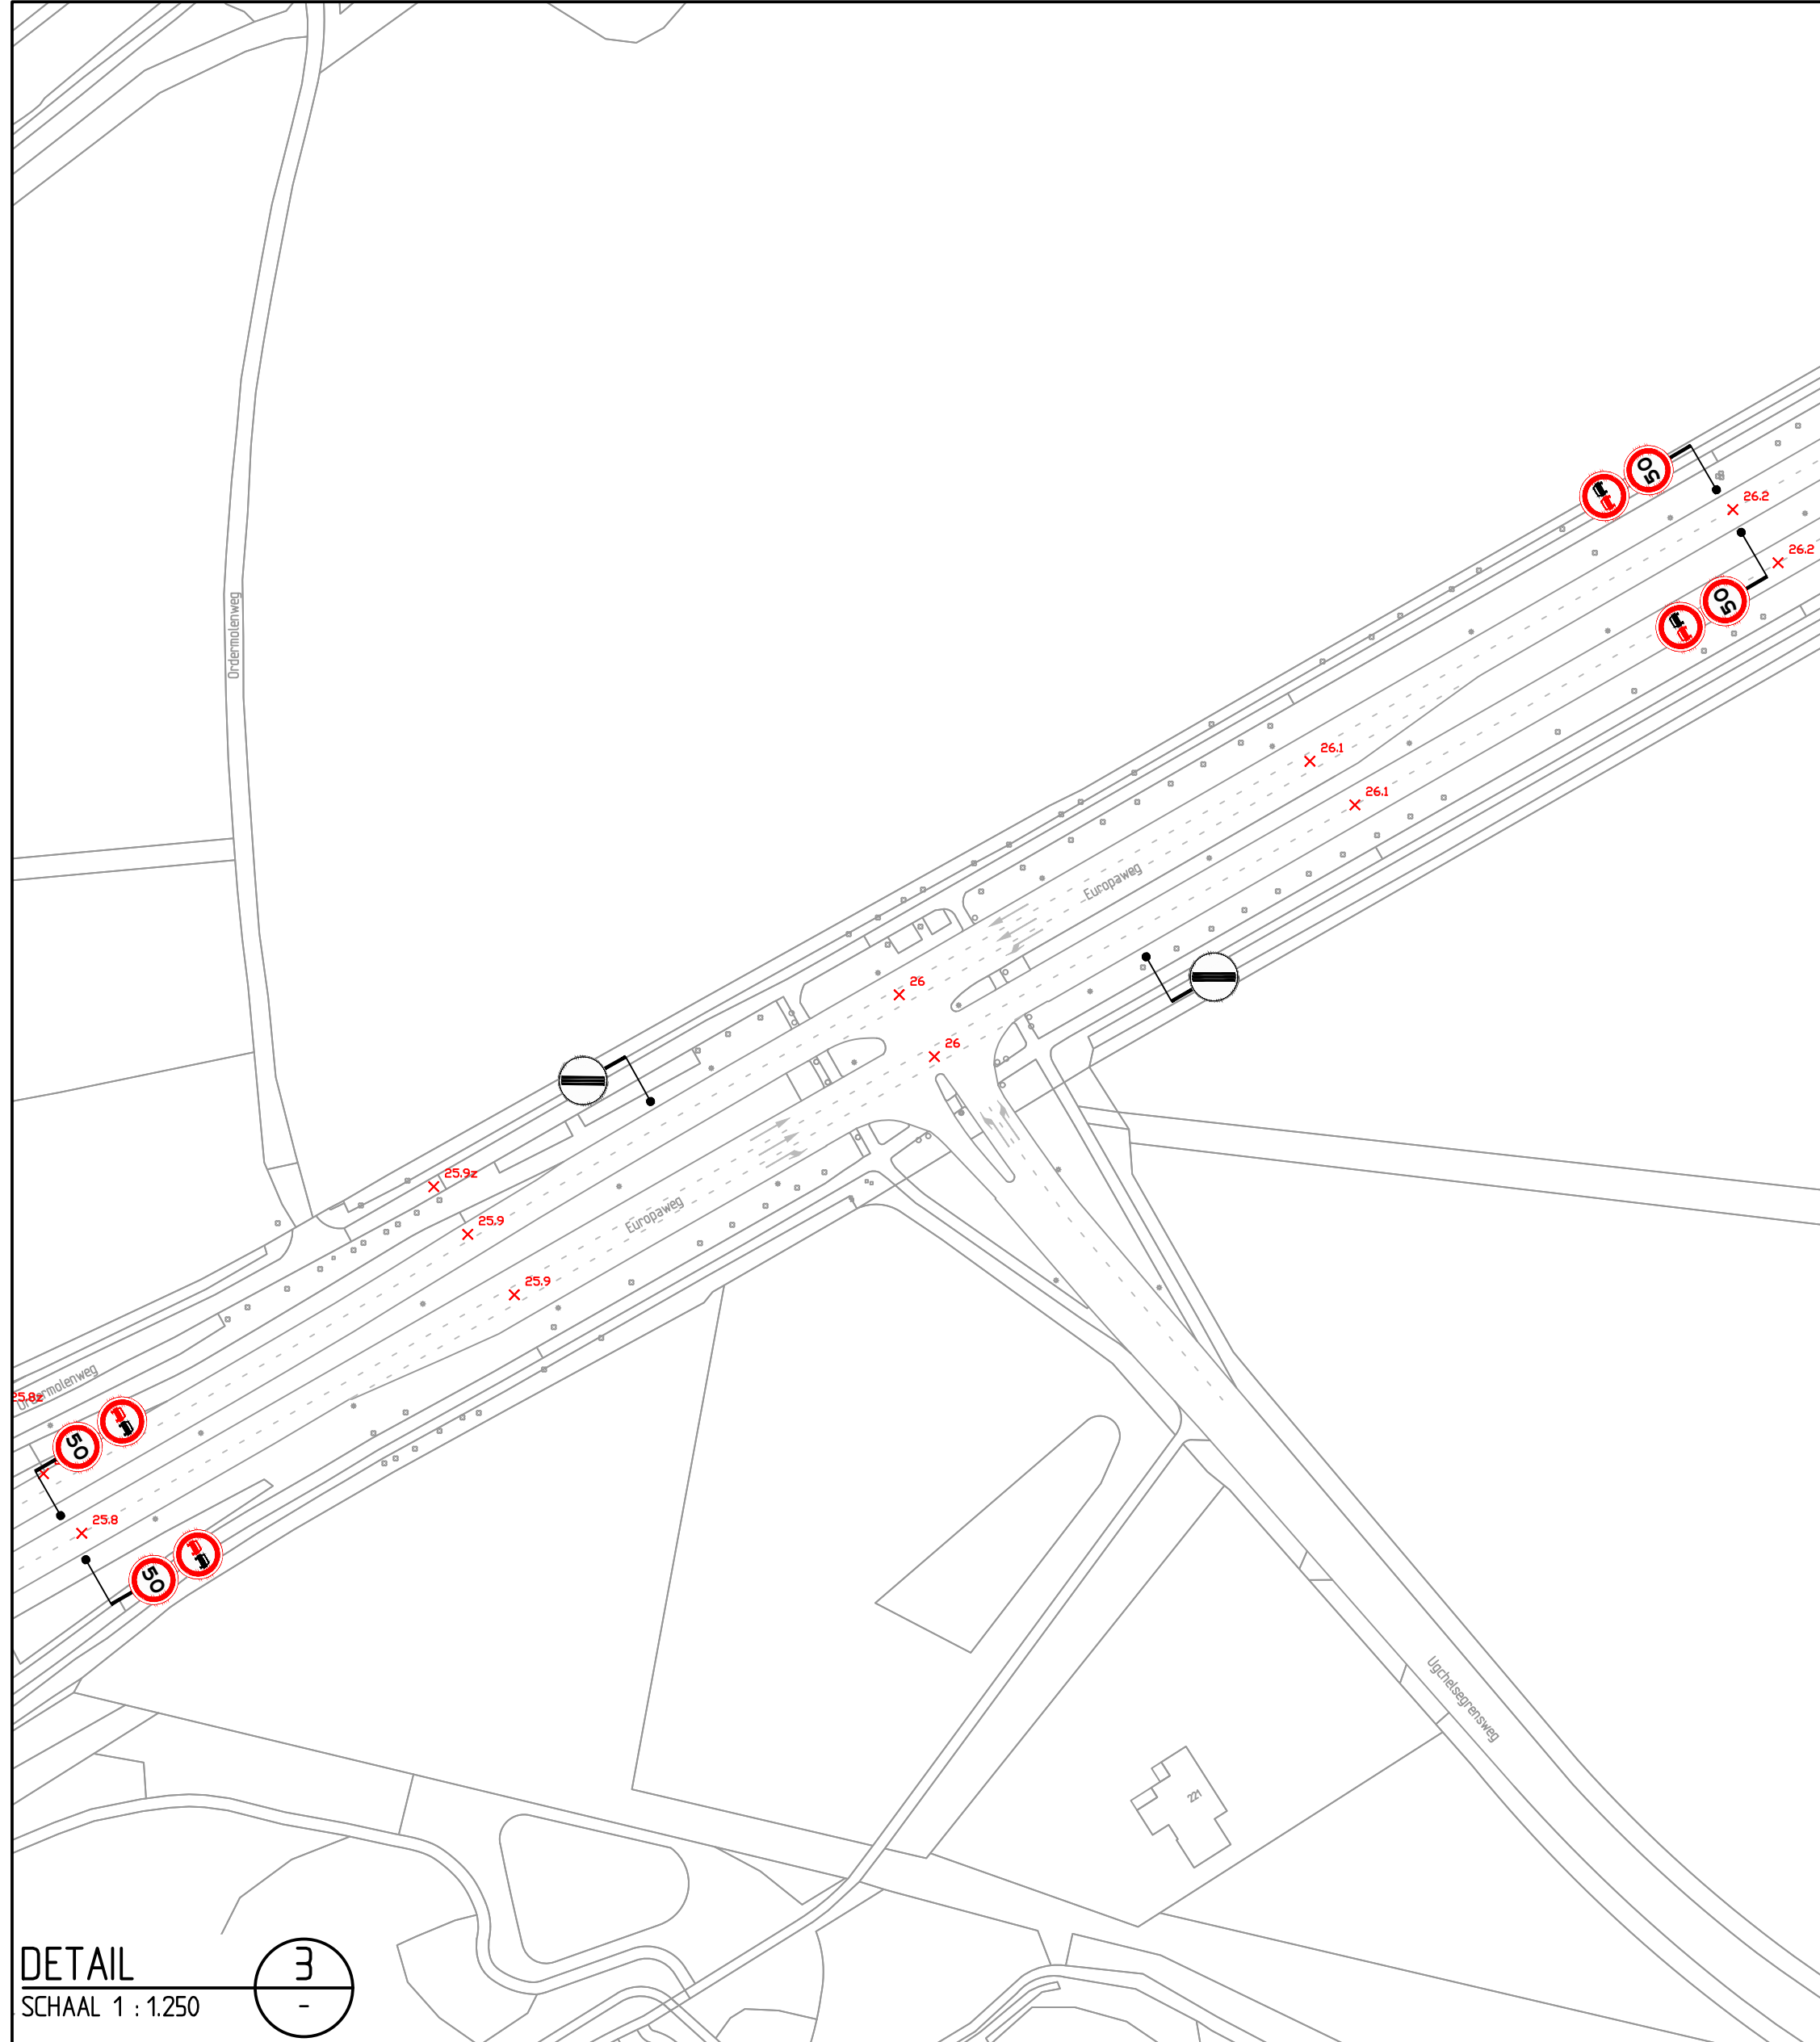 Ordermolenweg
50
26.2
26.2
50
26.1
26.1
Europaweg
26
26
25.9z
25.9
Europaweg
25.9
Ordermolenweg
25.8z
50
25.8
50
Ugchelsegrensweg
221
DETAIL
3
SCHAAL 1 : 1.250
-